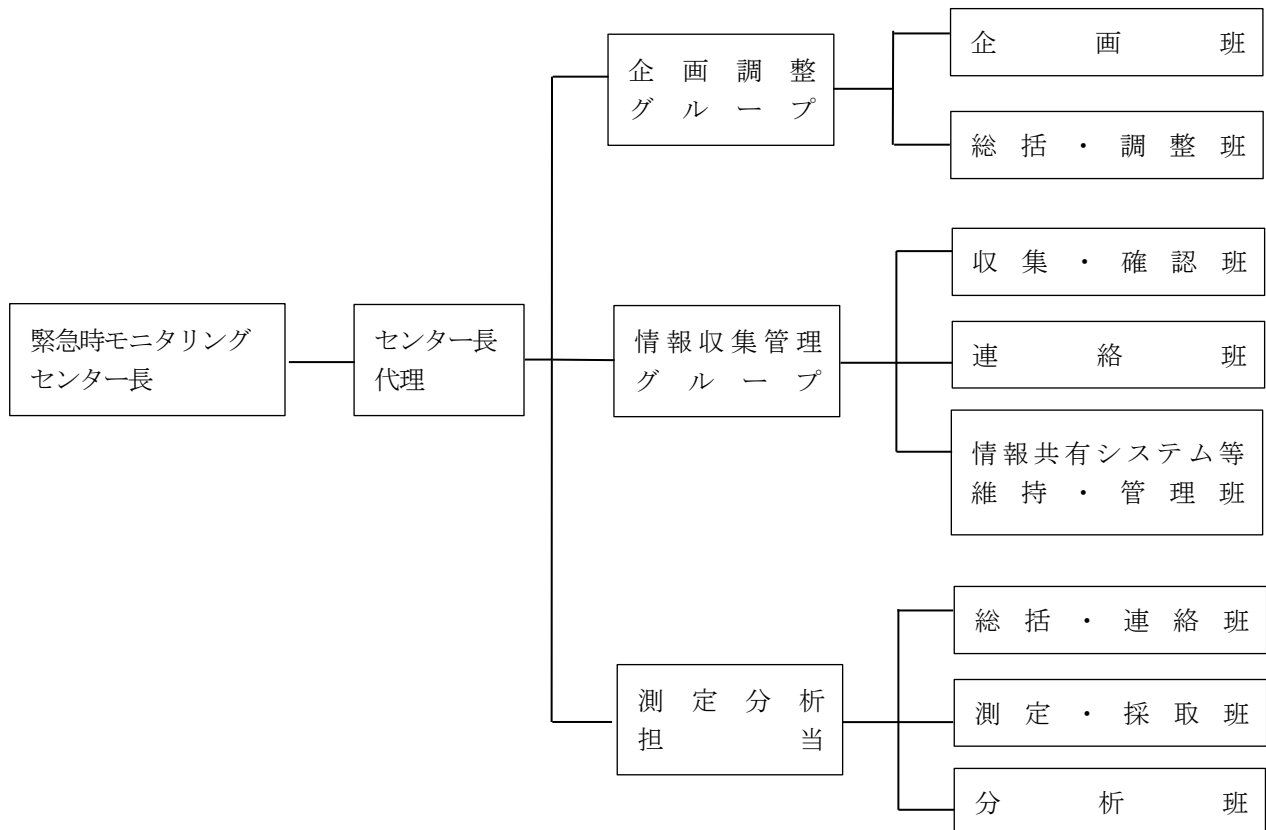 緊急時モニタリング
センター長
センター長
代理
企画調整
グループ
企画班
総括・調整班
情報収集管理
グループ
収集・確認班
連絡班
情報共有システム等
維持・管理班
測定分析
担当
総括・連絡班
測定・採取班
分析班